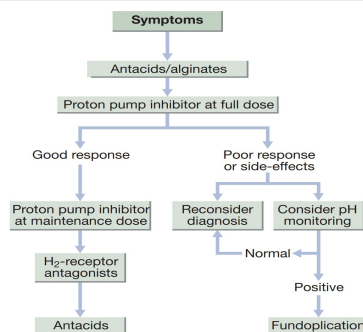 Symptoms
Antacids/alginates
Proton pump inhibitor at full dose
Good response
Poor response
or side-effects
Proton pump inhibitor
at maintenance dose
Reconsider
diagnosis
Consider pH
monitoring
H₂-receptor
antagonists
Normal
Positive
Antacids
Fundoplication